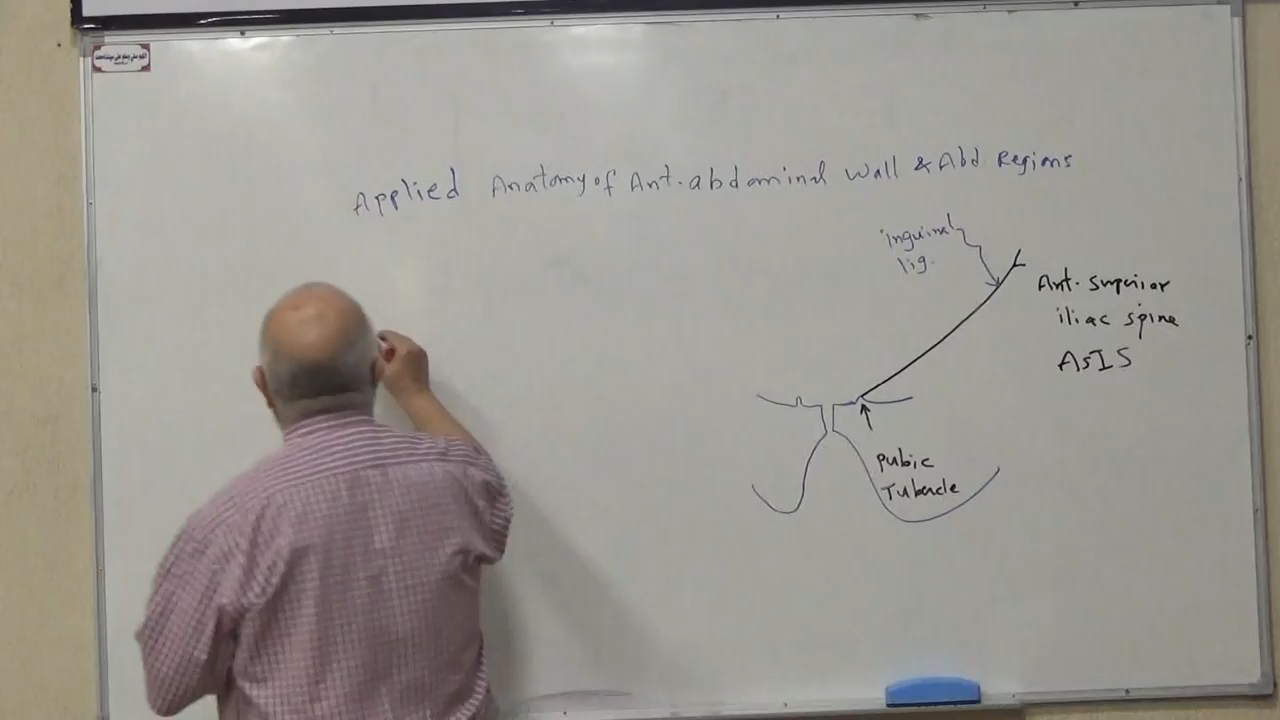 Applied Anatomy of Ant. abdominal Wall & Abd. Regions
inguinal
lig.
Ant. superior
iliac spine
ASIS
pubic
Tubercle